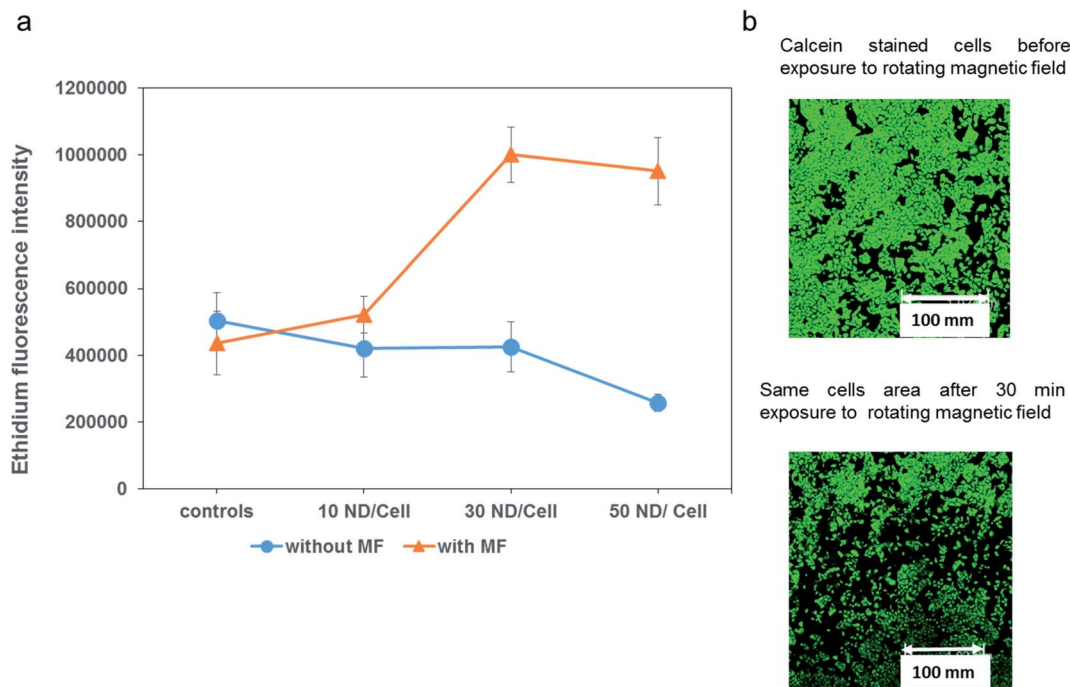 a
b
Calcein stained cells before
exposure to rotating magnetic field
1200000
1000000
800000
600000
400000
200000
0
Ethidium fluorescence intensity
controls
10 ND/Cell
30 ND/Cell
50 ND/ Cell
without MF
with MF
100 mm
Same cells area after 30 min
exposure to rotating magnetic field
100 mm